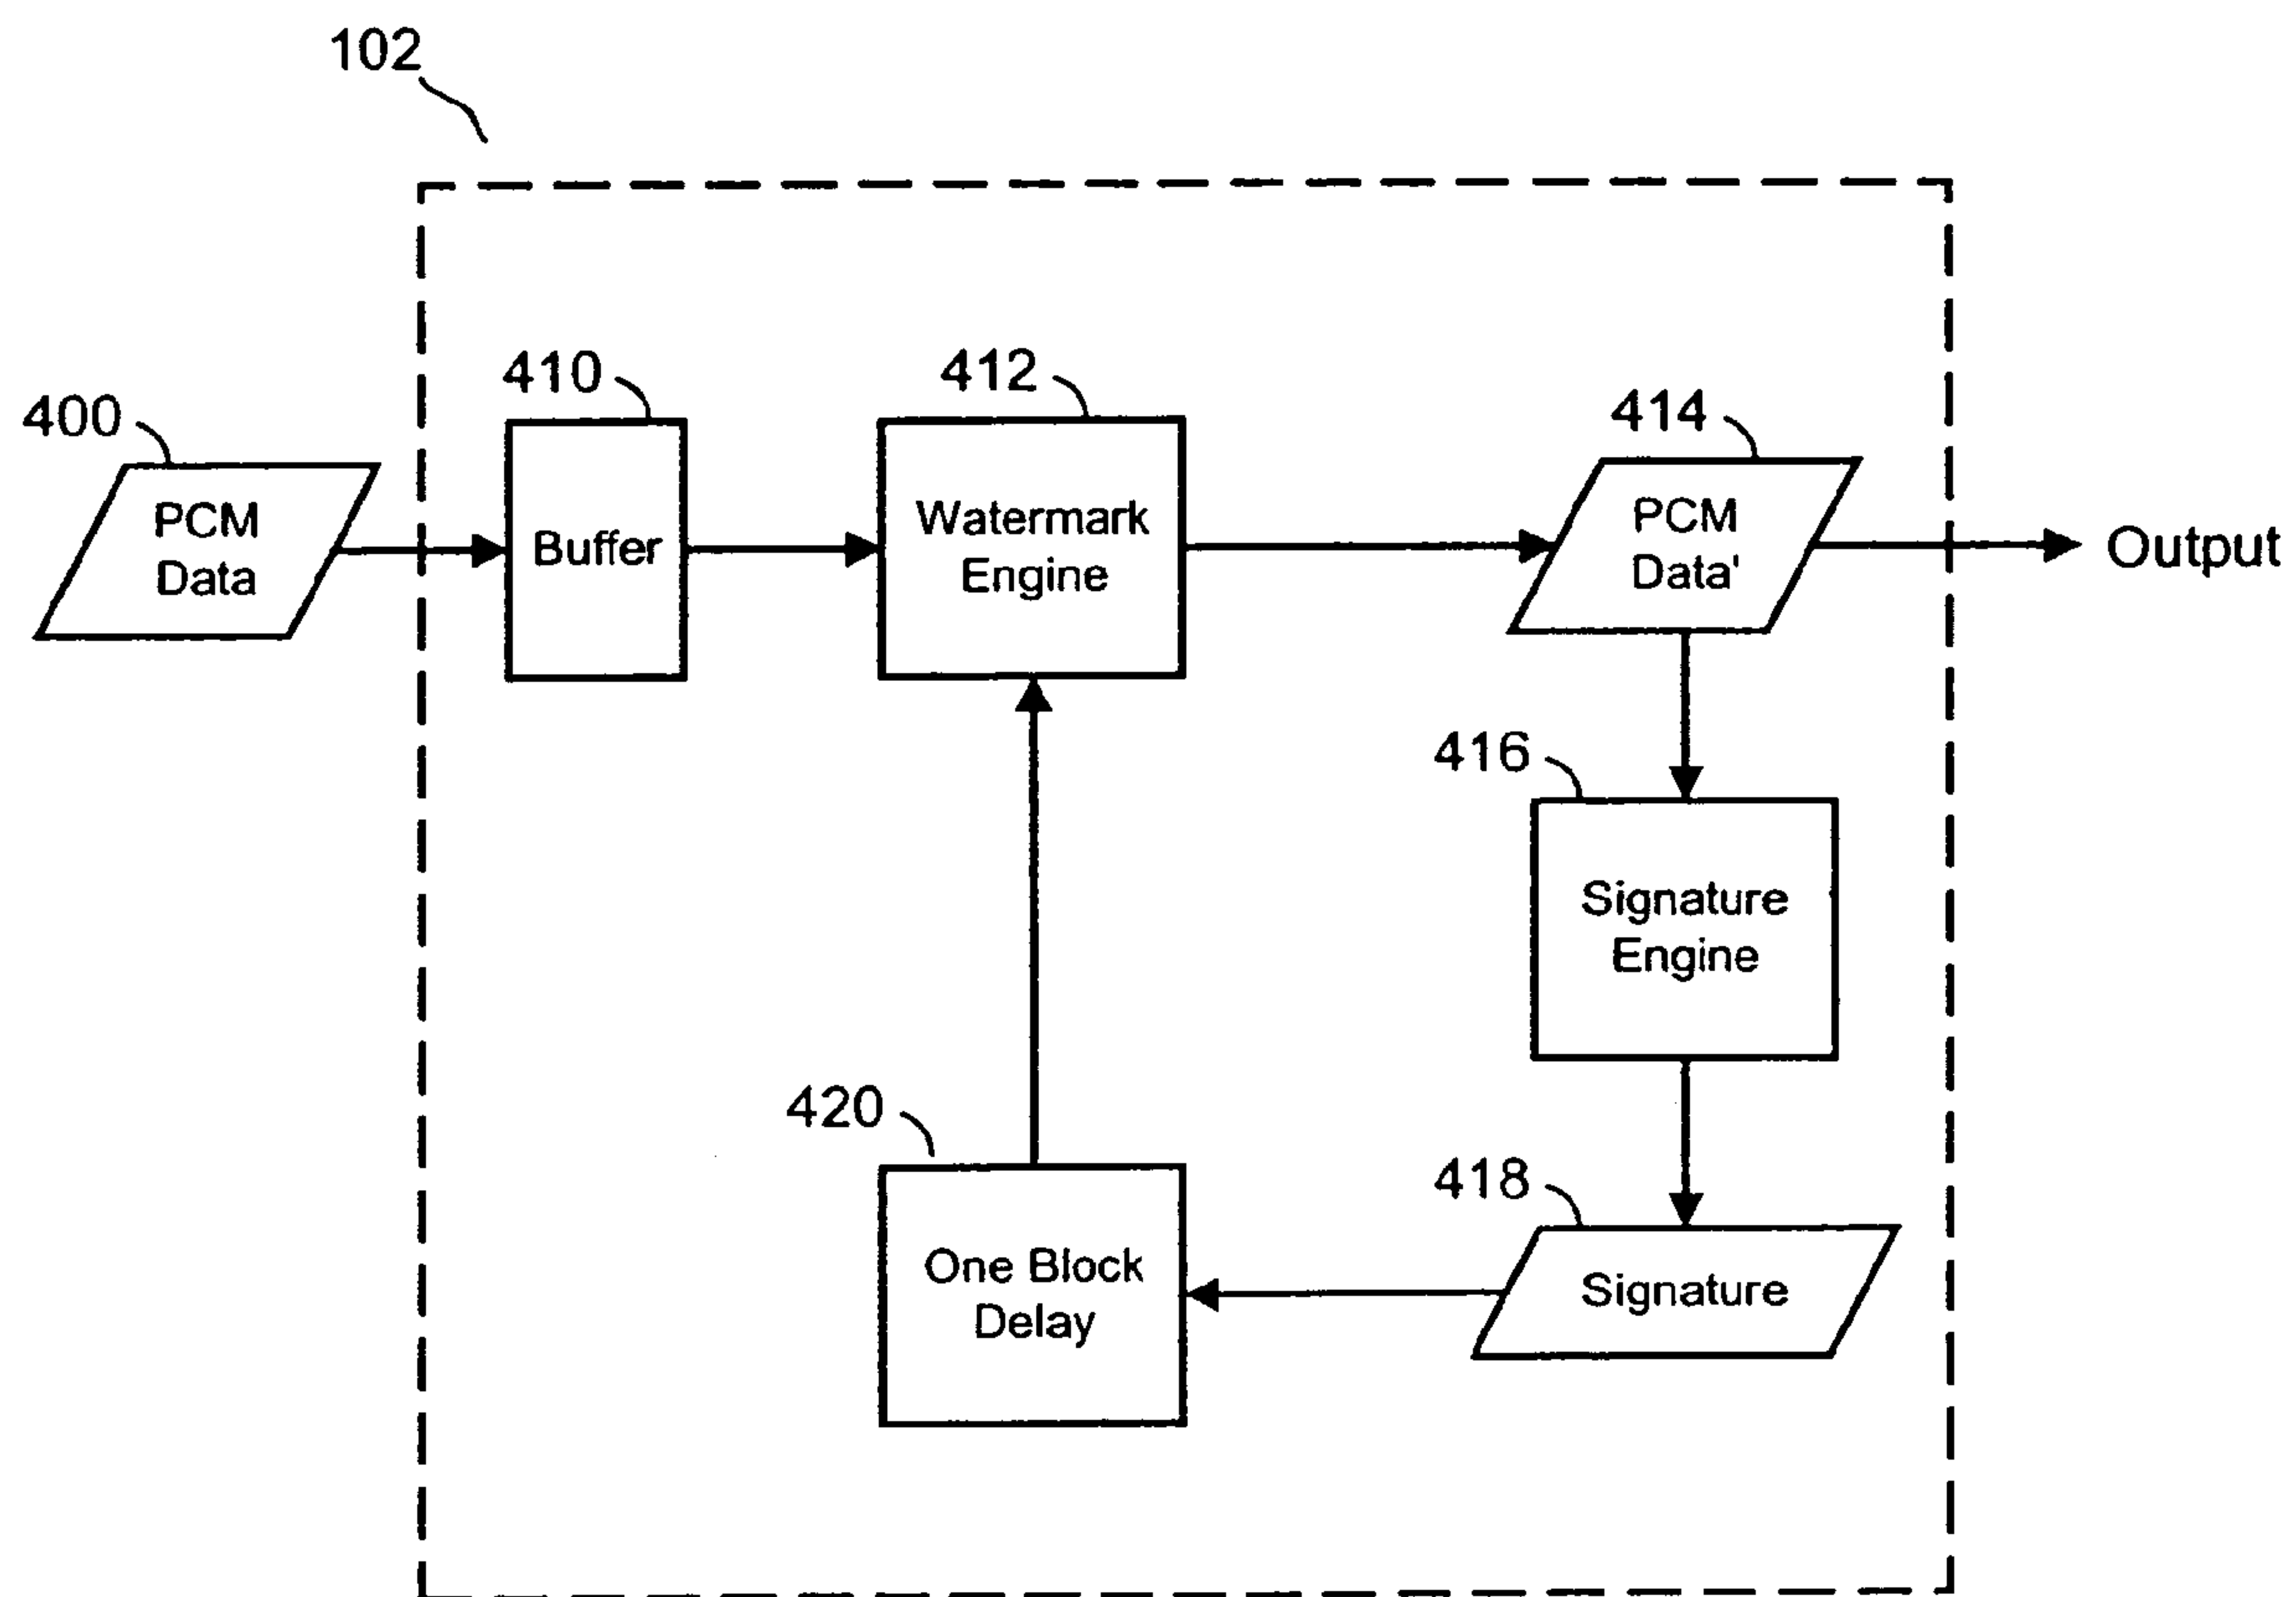 102
410
412
400
414
PCM
Data
Buffer
Watermark
Engine
PCM
Data'
Output
416
Signature
Engine
420
418
One Block
Delay
Signature